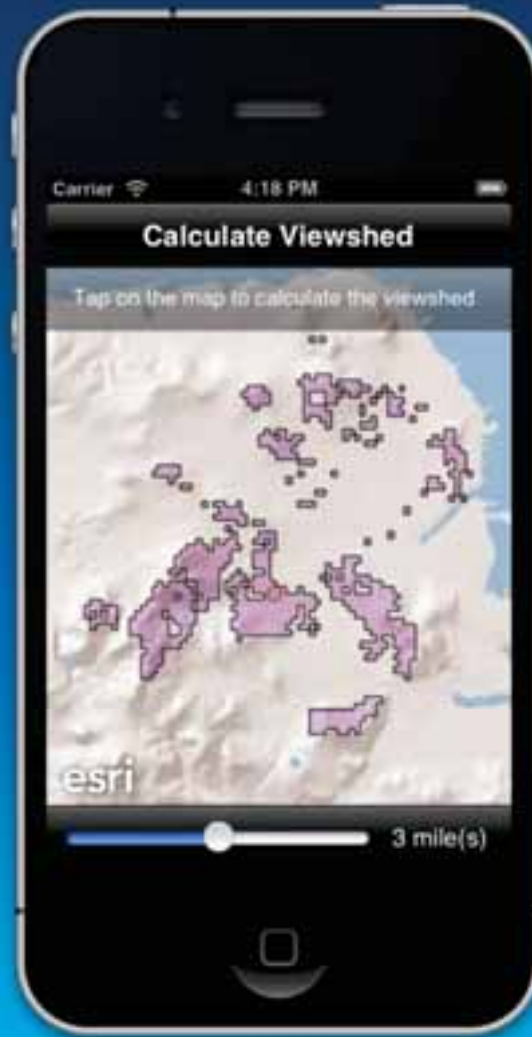 Carrier 4:18 PM
Calculate Viewshed
Tap on the map to calculate the viewshed
esri
3 mile(s)